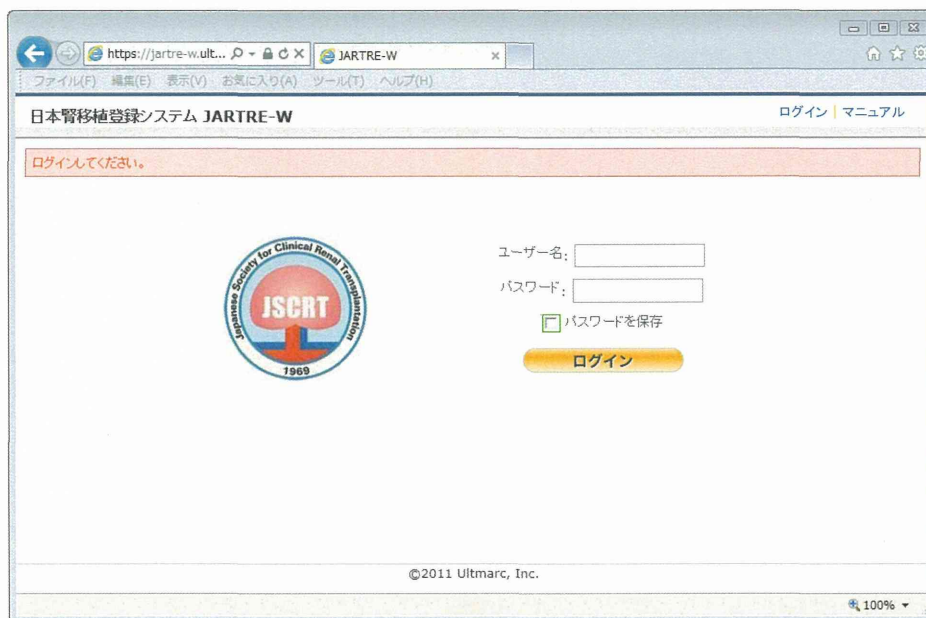 https://jartre-w.ult...
JARTRE-W
ファイル(F) 編集(E) 表示(V) お気に入り(A) ツール(T) ヘルプ(H)
日本腎移植登録システム JARTRE-W
ログイン | マニュアル
ログインしてください。
Japanese Society for Clinical Renal Transplantation
JSCRT
1969
ユーザー名:
パスワード:
パスワードを保存
ログイン
©2011 Ultmarc, Inc.
100%